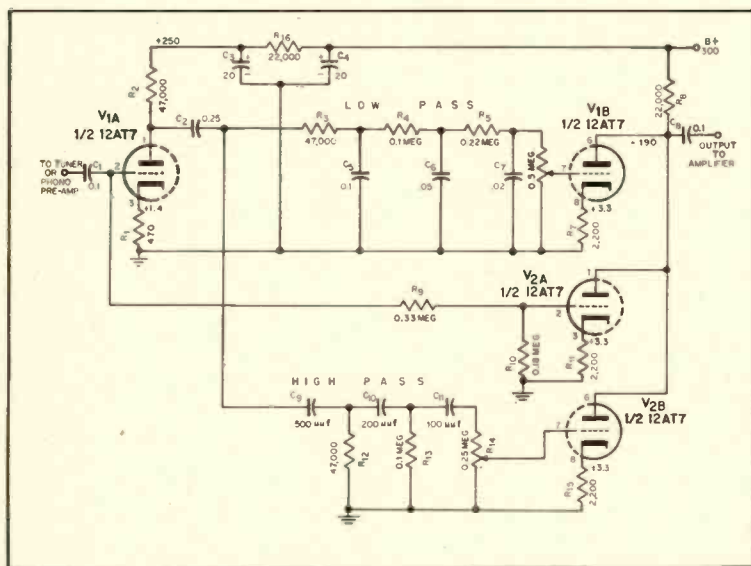 +250
R16
22,000
B+
300
C3
20
C4
20
R2
47,000
R8
22,000
V1A
1/2 12AT7
C2
0.25
LOW PASS
R3
47,000
R4
0.1 MEG
R5
0.22 MEG
V1B
1/2 12AT7
C8
0.1
-190
OUTPUT
TO
AMPLIFIER
TO TUNER
OR
PHONO
PRE-AMP
C1
0.1
1
2
3
+1.4
R1
470
C5
0.1
C6
.05
C7
.02
0.5 MEG
6
7
8
+3.3
R7
2,200
R9
0.33 MEG
R10
0.18 MEG
V2A
1/2 12AT7
1
2
3
+3.3
R11
2,200
HIGH PASS
C9
500 μμf
C10
200 μμf
C11
100 μμf
R12
47,000
R13
0.1 MEG
R14
0.25 MEG
V2B
1/2 12AT7
6
7
8
+3.3
R15
2,200